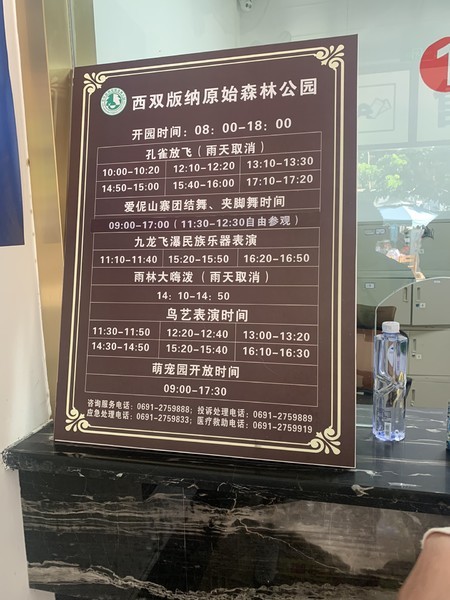 西双版纳原始森林公园
开园时间：08：00-18：00
孔雀放飞（雨天取消）
10:00-10:20 12:10-12:20 13:10-13:30
14:50-15:00 15:40-16:00 17:10-17:20
爱伲山寨团结舞、夹脚舞时间
09:00-17:00（11:30-12:30自由参观）
九龙飞瀑民族乐器表演
11:10-11:40 15:20-15:50 16:20-16:50
雨林大嗨泼（雨天取消）
14：10-14：50
鸟艺表演时间
11:30-11:50 12:20-12:40 13:00-13:20
14:30-14:50 15:20-15:40 16:10-16:30
萌宠园开放时间
09:00-17:30
咨询服务电话：0691-2759888；投诉处理电话：0691-2759889
应急处理电话：0691-2759833；医疗救助电话：0691-2759919